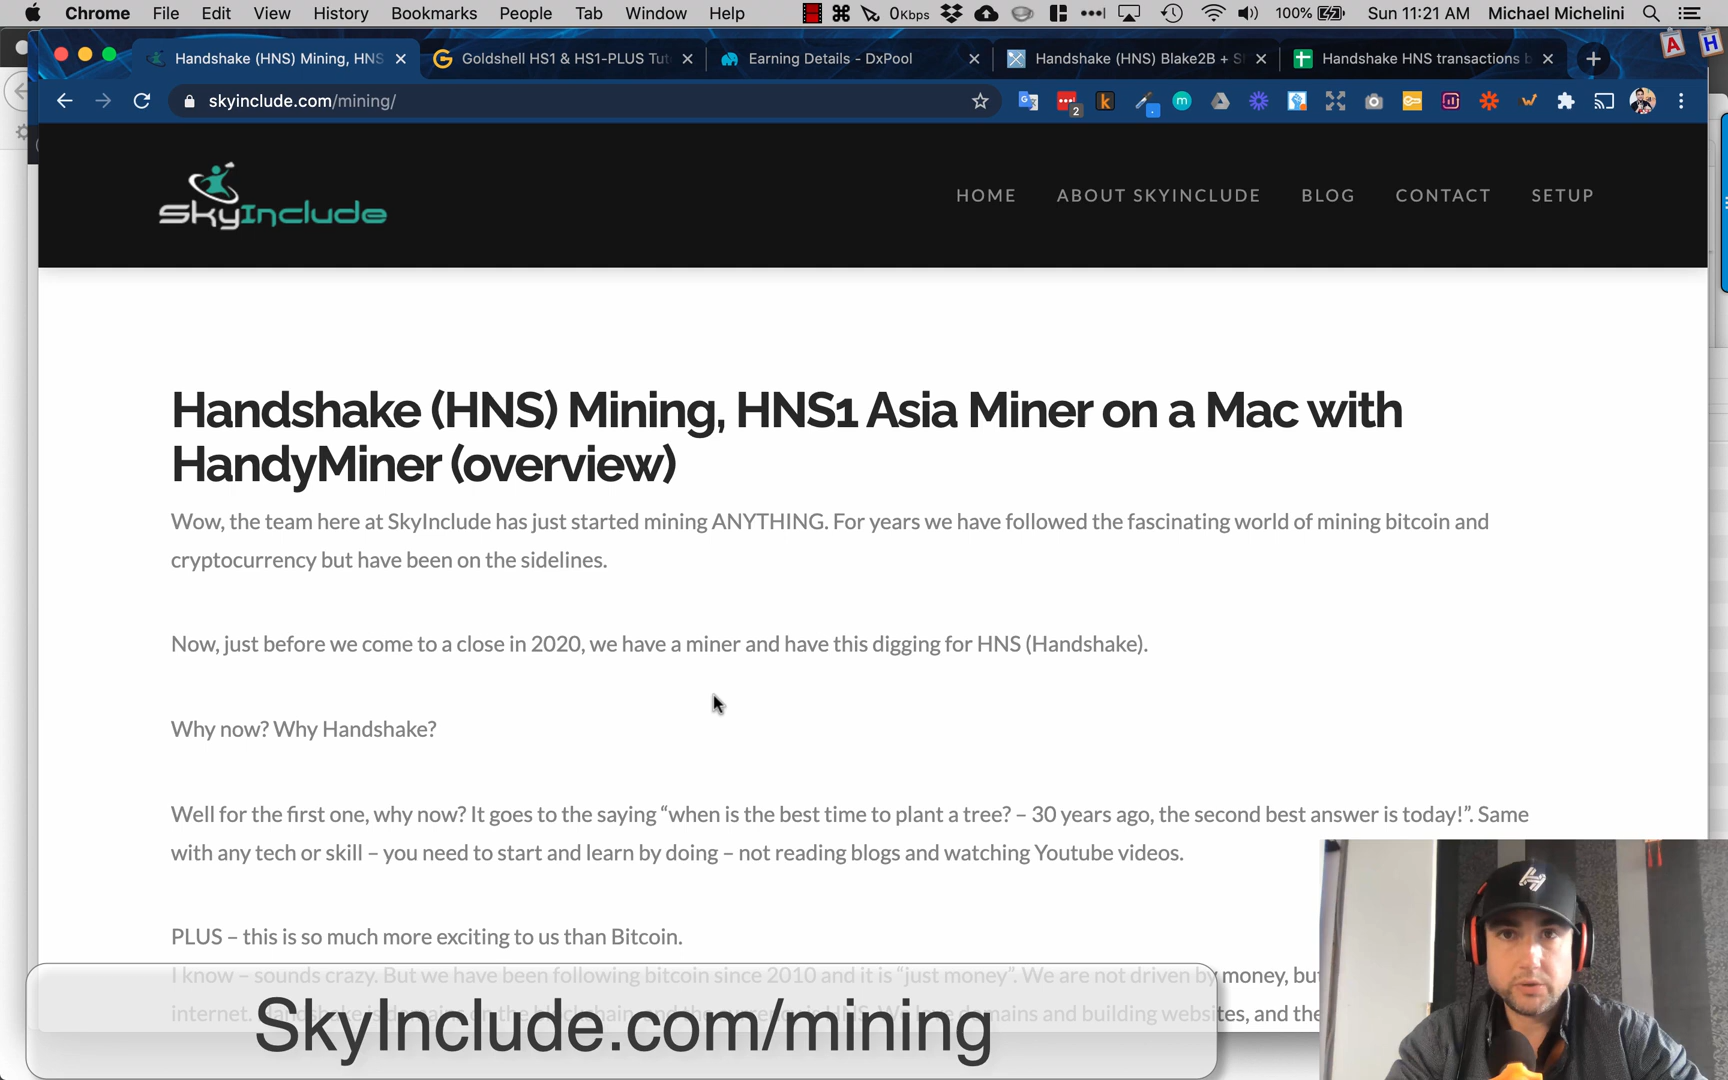 Chrome File Edit View History Bookmarks People Tab Window Help 0Kbps 100% Sun 11:21 AM Michael Michelini
Handshake (HNS) Mining, HNS Goldshell HS1 & HS1-PLUS Tut Earning Details - DxPool Handshake (HNS) Blake2B + S Handshake HNS transactions b
skyinclude.com/mining/
SkyInclude
HOME ABOUT SKYINCLUDE BLOG CONTACT SETUP
Handshake (HNS) Mining, HNS1 Asia Miner on a Mac with
HandyMiner (overview)
Wow, the team here at SkyInclude has just started mining ANYTHING. For years we have followed the fascinating world of mining bitcoin and
cryptocurrency but have been on the sidelines.
Now, just before we come to a close in 2020, we have a miner and have this digging for HNS (Handshake).
Why now? Why Handshake?
Well for the first one, why now? It goes to the saying “when is the best time to plant a tree? – 30 years ago, the second best answer is today!”. Same
with any tech or skill – you need to start and learn by doing – not reading blogs and watching Youtube videos.
PLUS – this is so much more exciting to us than Bitcoin.
I know – sounds crazy. But we have been following bitcoin since 2010 and it is “just money”. We are not driven by money, but
internet. domains and building websites, and the
SkyInclude.com/mining